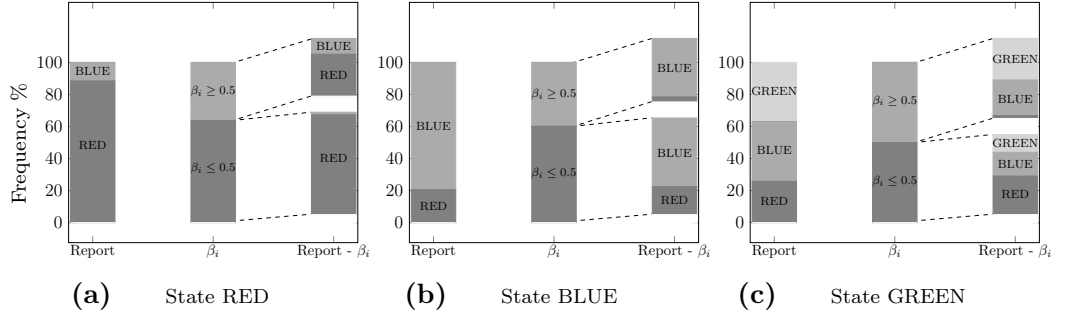 Frequency %
100
80
60
40
20
0
BLUE
RED
β_i ≥ 0.5
β_i ≤ 0.5
BLUE
RED
RED
Report
β_i
Report - β_i
(a) State RED
100
80
60
40
20
0
BLUE
RED
β_i ≥ 0.5
β_i ≤ 0.5
BLUE
BLUE
RED
Report
β_i
Report - β_i
(b) State BLUE
100
80
60
40
20
0
GREEN
BLUE
RED
β_i ≥ 0.5
β_i ≤ 0.5
GREEN
BLUE
GREEN
BLUE
RED
Report
β_i
Report - β_i
(c) State GREEN